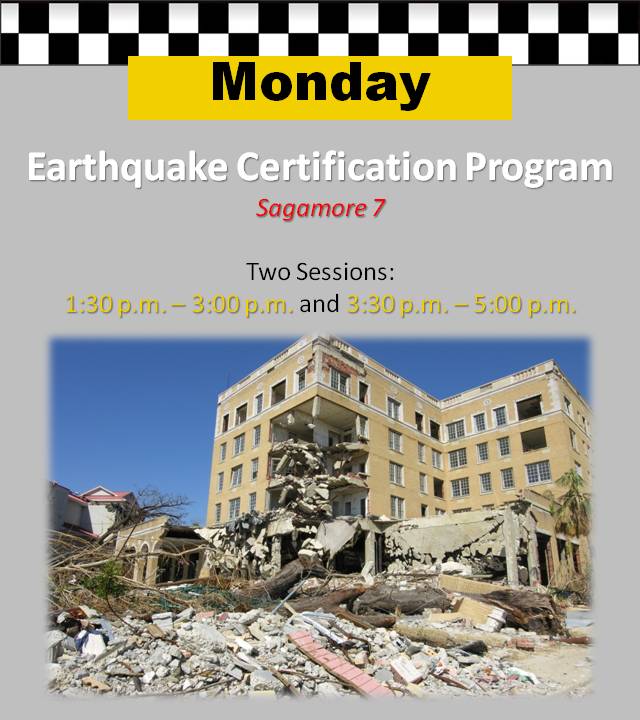 Monday
Earthquake Certification Program
Sagamore 7
Two Sessions:
1:30 p.m. – 3:00 p.m. and 3:30 p.m. – 5:00 p.m.